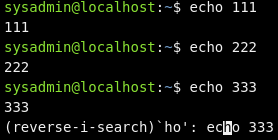 sysadmin@localhost:~$ echo 111
111
sysadmin@localhost:~$ echo 222
222
sysadmin@localhost:~$ echo 333
333
(reverse-i-search)`ho': echo 333